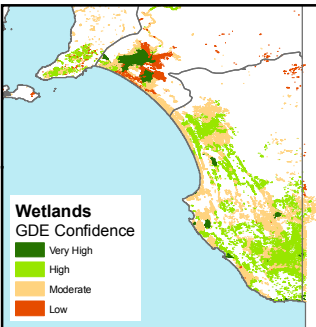 Wetlands
GDE Confidence
Very High
High
Moderate
Low